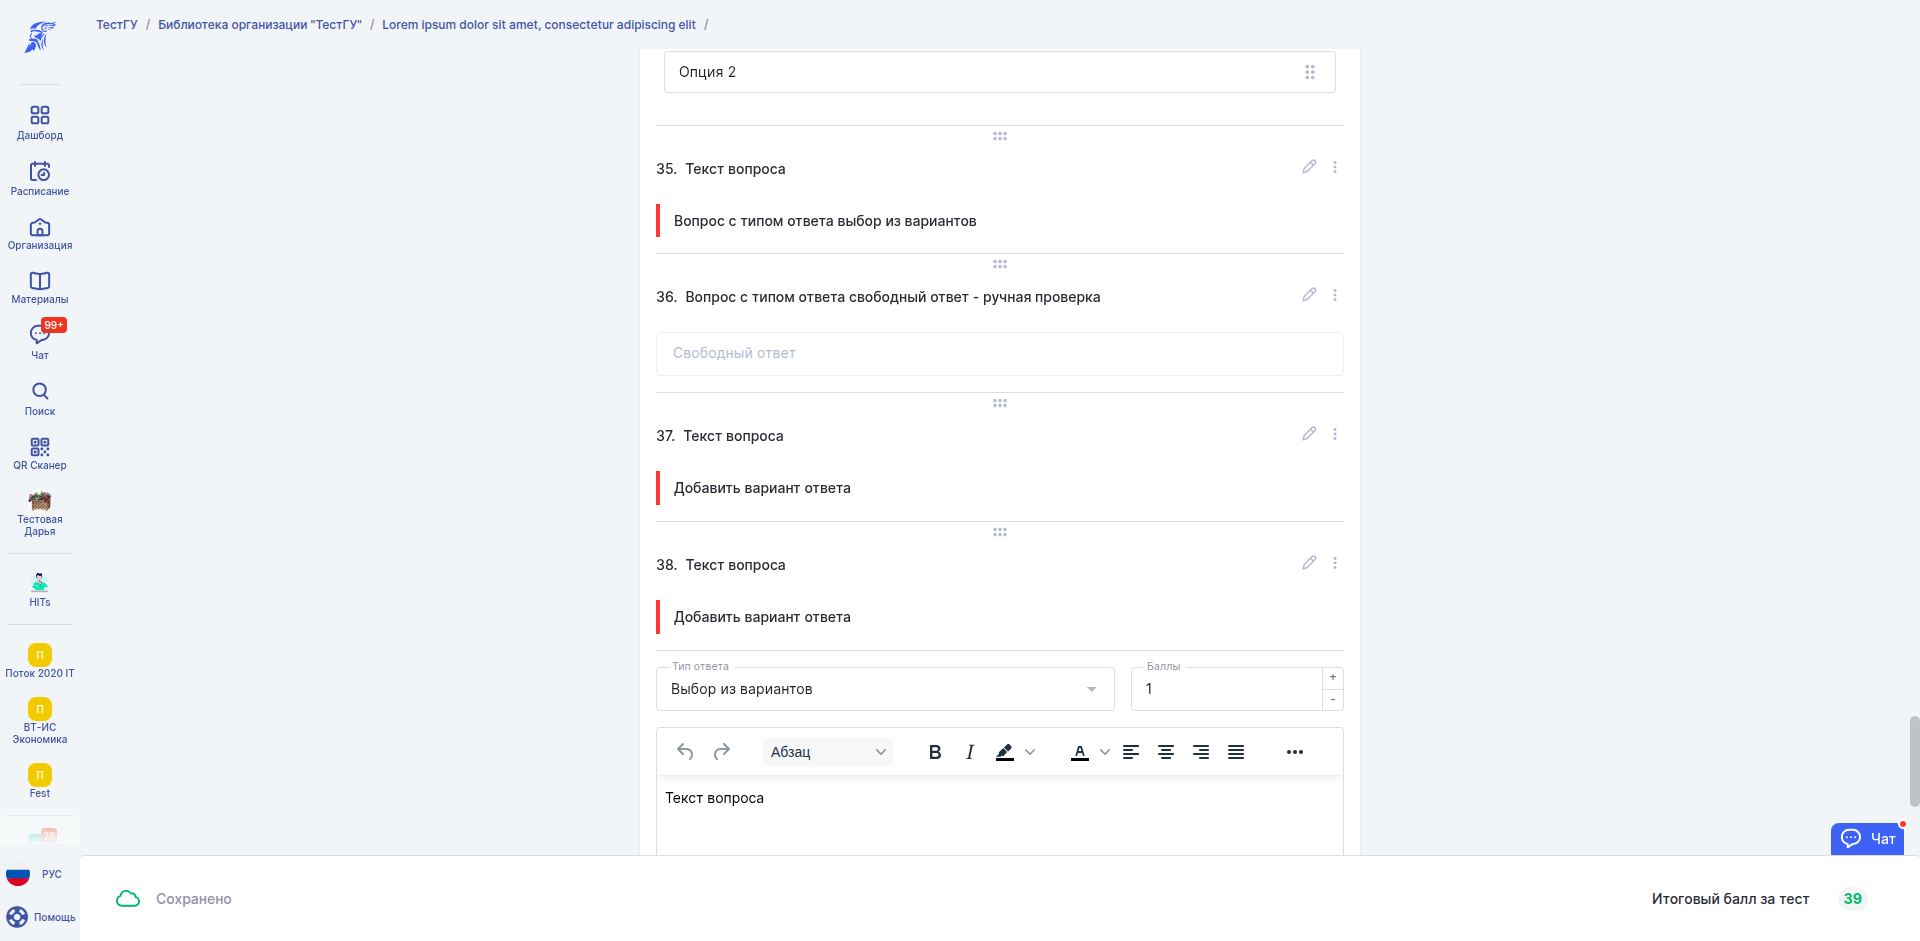 ТестГУ / Библиотека организации "ТестГУ" / Lorem ipsum dolor sit amet, consectetur adipiscing elit /
Дашборд
Расписание
Организация
Материалы
99+
Чат
Поиск
QR Сканер
Тестовая
Дарья
HITs
П
Поток 2020 IT
П
ВТ-ИС
Экономика
П
Fest
28
РУС
Помощь
Опция 2
35. Текст вопроса
Вопрос с типом ответа выбор из вариантов
36. Вопрос с типом ответа свободный ответ - ручная проверка
Свободный ответ
37. Текст вопроса
Добавить вариант ответа
38. Текст вопроса
Добавить вариант ответа
Тип ответа
Выбор из вариантов
Баллы
1
+
-
Абзац
B I A
Текст вопроса
Чат
Сохранено
Итоговый балл за тест 39